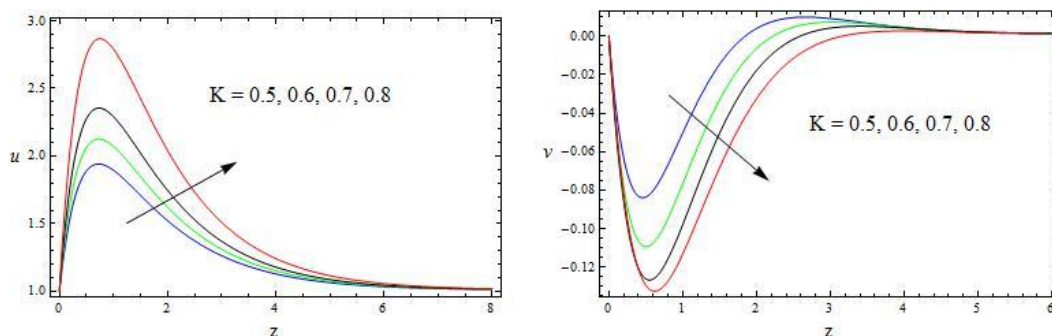 3.0
2.5
K = 0.5, 0.6, 0.7, 0.8
u
2.0
1.5
1.0
0 2 4 6 8
z
0.00
-0.02
-0.04
-0.06
K = 0.5, 0.6, 0.7, 0.8
v
-0.08
-0.10
-0.12
0 1 2 3 4 5 6
z